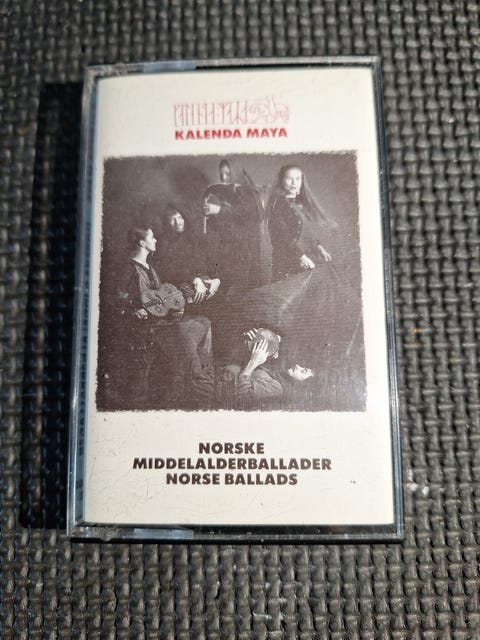 KALENDA MAYA
NORSKE
MIDDELALDERBALLADER
NORSE BALLADS